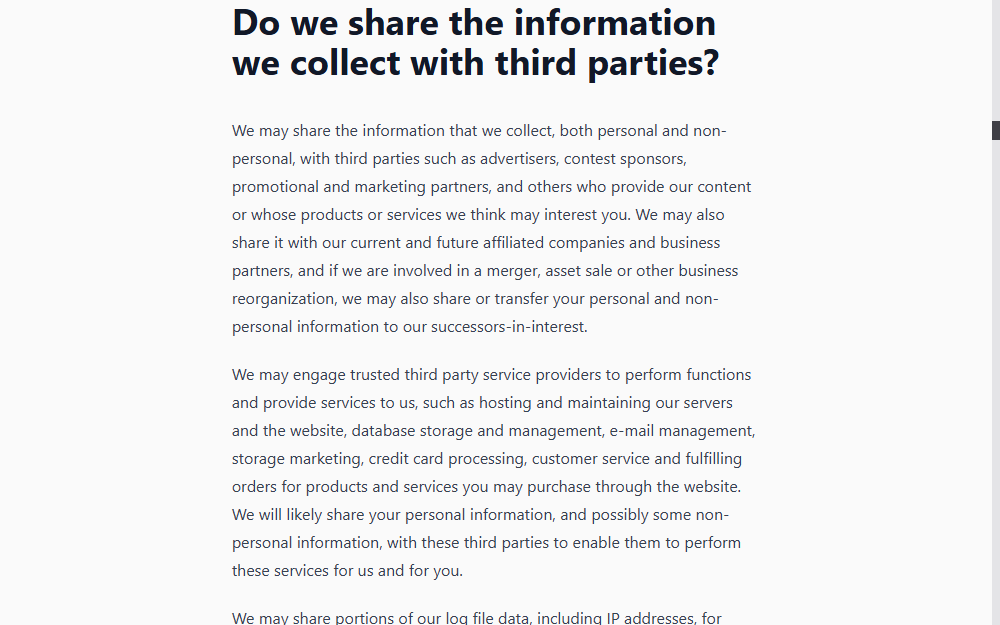 Do we share the information
we collect with third parties?
We may share the information that we collect, both personal and non-
personal, with third parties such as advertisers, contest sponsors,
promotional and marketing partners, and others who provide our content
or whose products or services we think may interest you. We may also
share it with our current and future affiliated companies and business
partners, and if we are involved in a merger, asset sale or other business
reorganization, we may also share or transfer your personal and non-
personal information to our successors-in-interest.
We may engage trusted third party service providers to perform functions
and provide services to us, such as hosting and maintaining our servers
and the website, database storage and management, e-mail management,
storage marketing, credit card processing, customer service and fulfilling
orders for products and services you may purchase through the website.
We will likely share your personal information, and possibly some non-
personal information, with these third parties to enable them to perform
these services for us and for you.
We may share portions of our log file data, including IP addresses, for